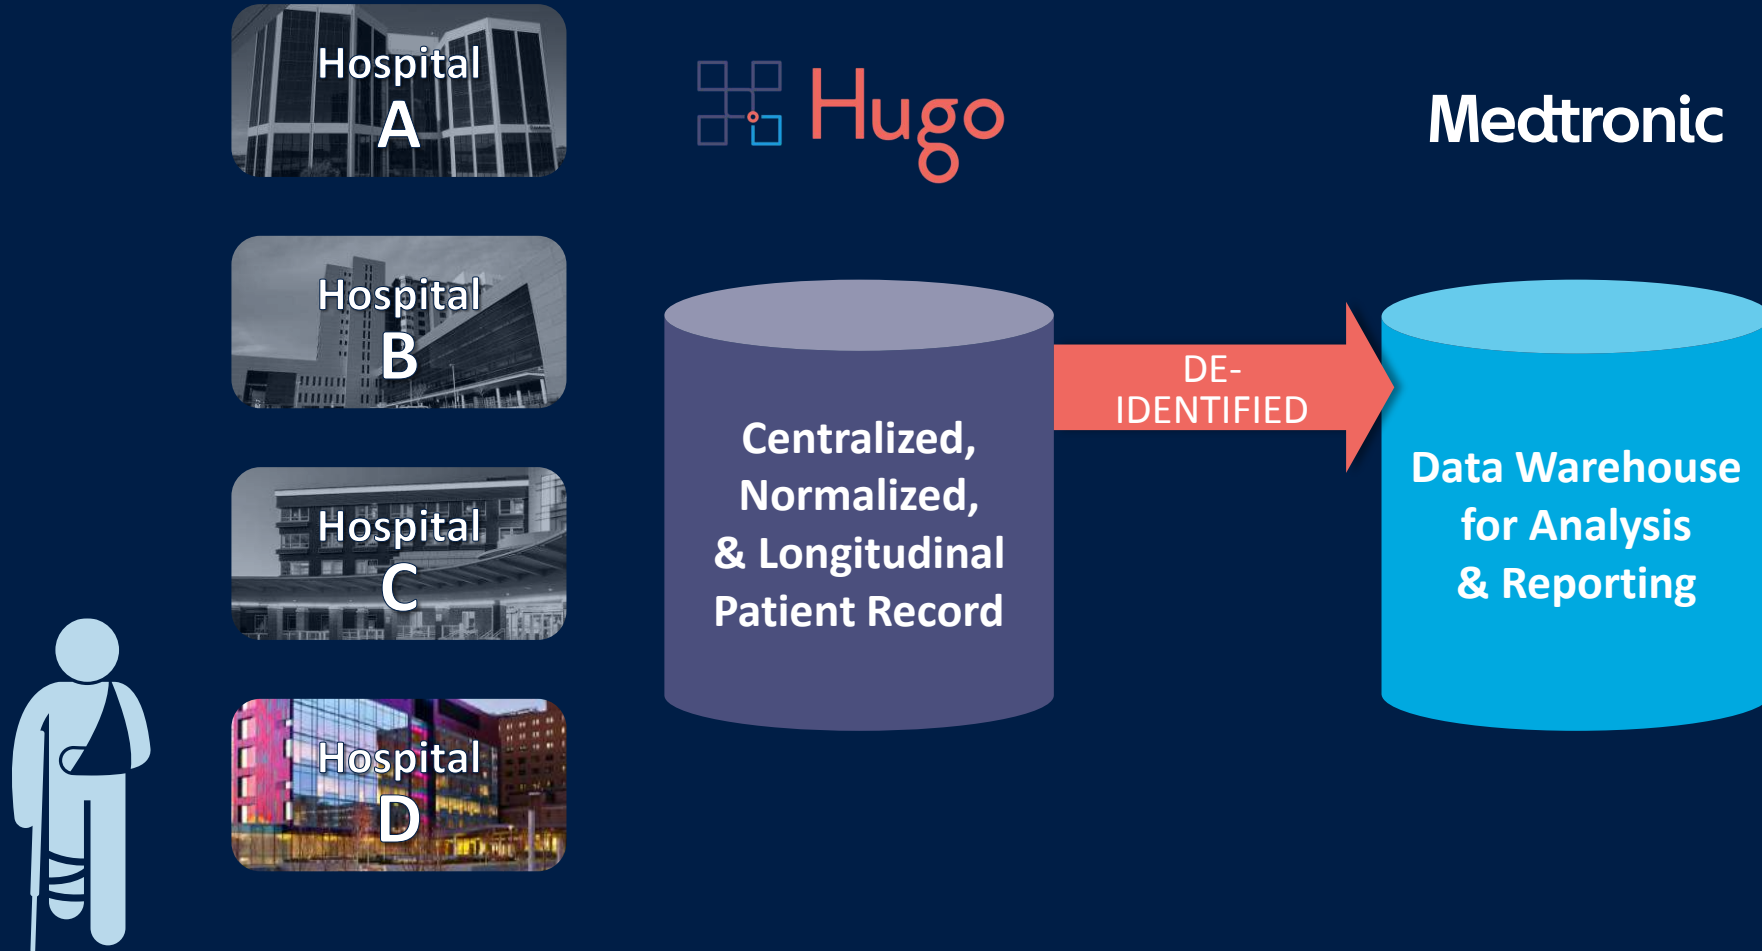 Hospital
A
Hospital
B
Hospital
C
Hospital
D
Hugo
Centralized,
Normalized,
& Longitudinal
Patient Record
DE-
IDENTIFIED
Medtronic
Data Warehouse
for Analysis
& Reporting